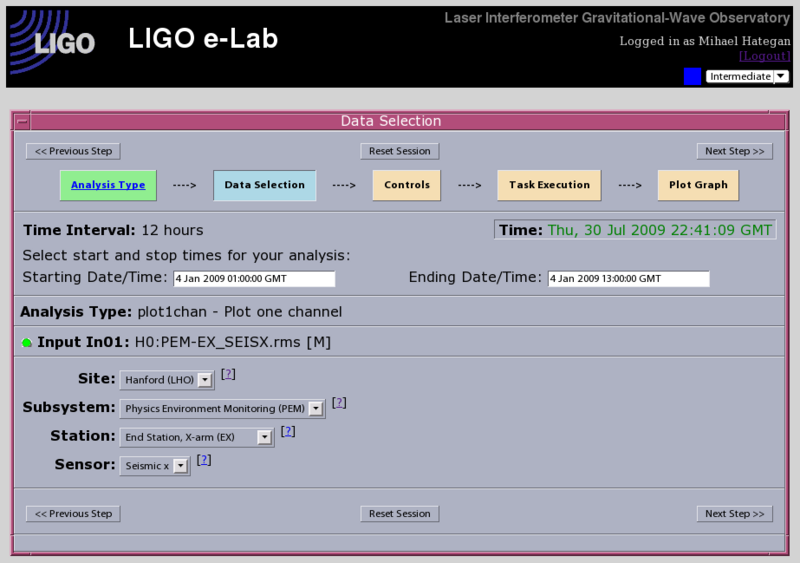 Laser Interferometer Gravitational-Wave Observatory
LIGO
LIGO e-Lab
Logged in as Mihael Hategan
[Logout]
Intermediate
Data Selection
<< Previous Step Reset Session Next Step >>
Analysis Type ----> Data Selection ----> Controls ----> Task Execution ----> Plot Graph
Time Interval: 12 hours Time: Thu, 30 Jul 2009 22:41:09 GMT
Select start and stop times for your analysis:
Starting Date/Time: 4 Jan 2009 01:00:00 GMT Ending Date/Time: 4 Jan 2009 13:00:00 GMT
Analysis Type: plot1chan - Plot one channel
Input In01: H0:PEM-EX_SEISX.rms [M]
Site: Hanford (LHO) [?]
Subsystem: Physics Environment Monitoring (PEM) [?]
Station: End Station, X-arm (EX) [?]
Sensor: Seismic x [?]
<< Previous Step Reset Session Next Step >>